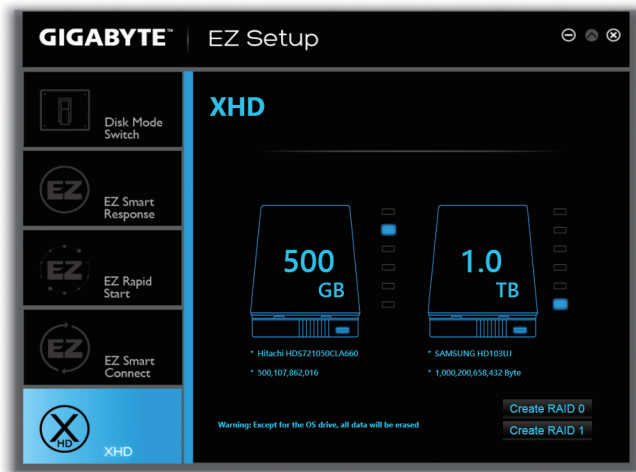 GIGABYTE™ EZ Setup
Disk Mode
Switch
EZ
EZ Smart
Response
EZ
EZ Rapid
Start
EZ
EZ Smart
Connect
X
HD
XHD
XHD
500
GB
1.0
TB
* Hitachi HDS721050CLA660
* 500,107,862,016
* SAMSUNG HD103UJ
* 1,000,200,658,432 Byte
Warning: Except for the OS drive, all data will be erased
Create RAID 0
Create RAID 1